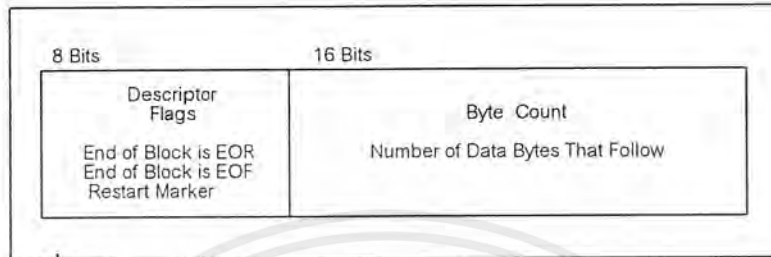 8 Bits
16 Bits
Descriptor
Flags
End of Block is EOR
End of Block is EOF
Restart Marker
Byte Count
Number of Data Bytes That Follow